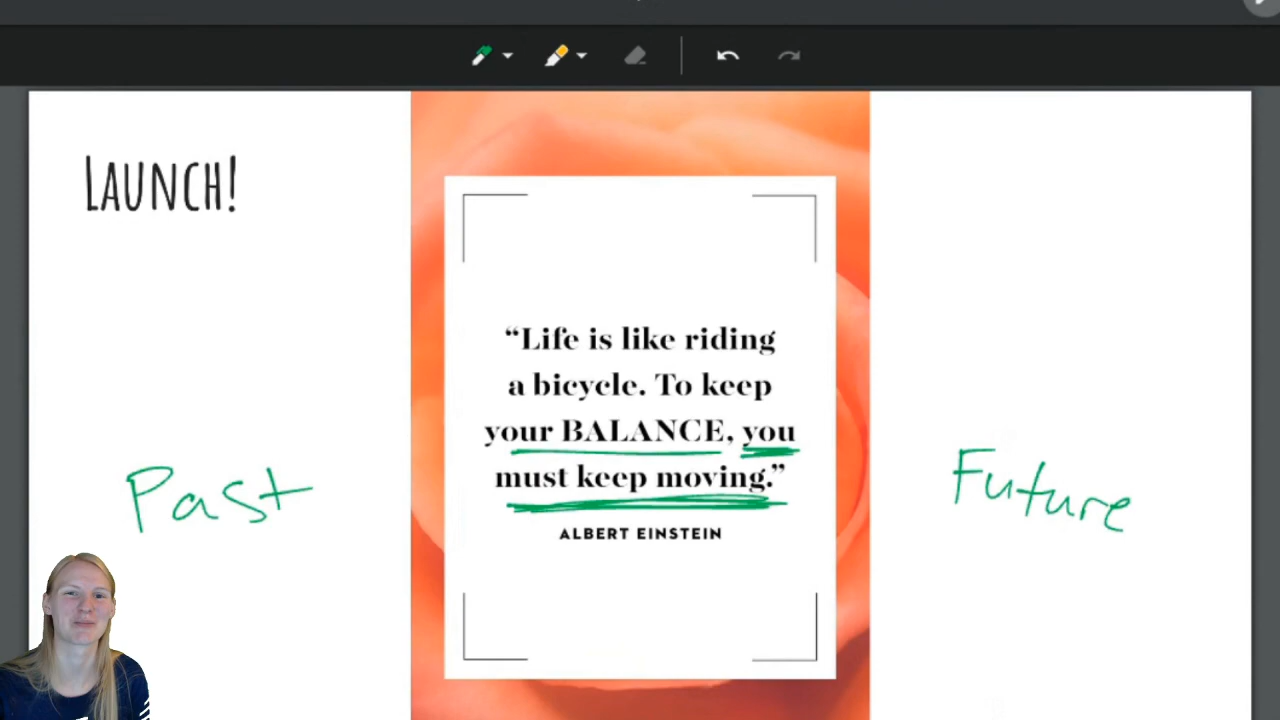 LAUNCH!
“Life is like riding
a bicycle. To keep
your BALANCE, you
must keep moving.”
ALBERT EINSTEIN
Past
Future